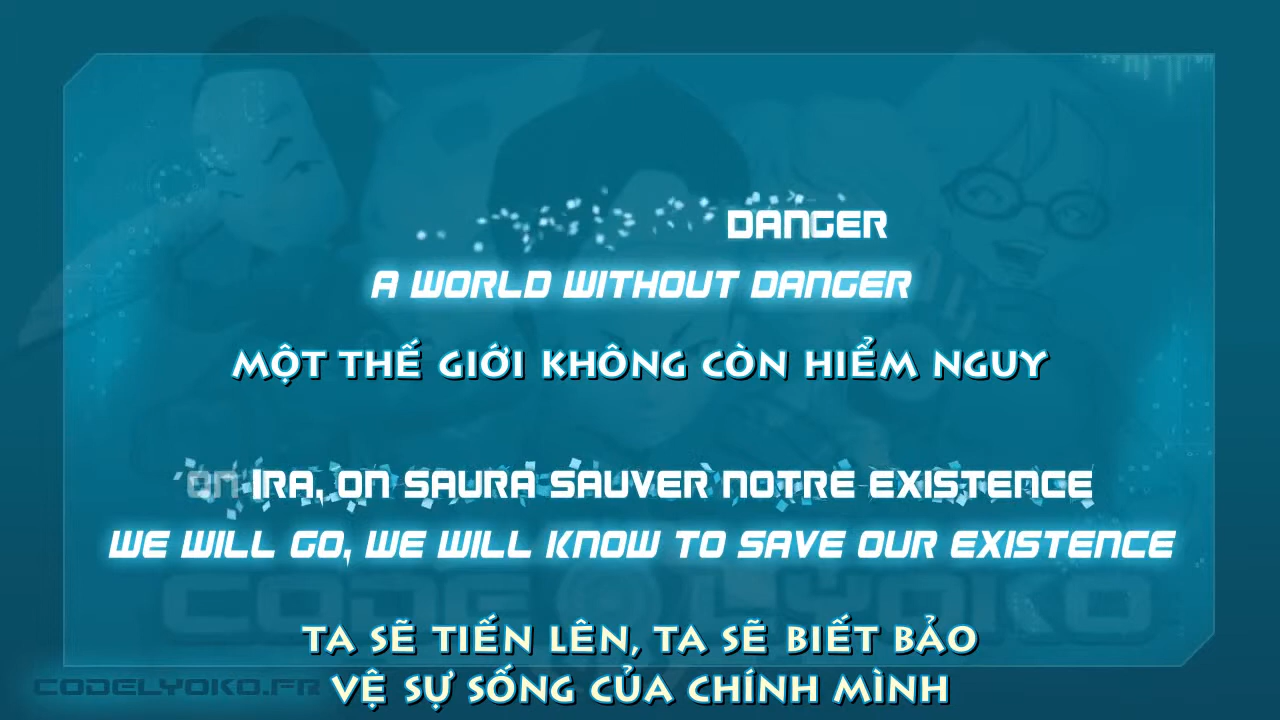 DANGER
A WORLD WITHOUT DANGER
MỘT THẾ GIỚI KHÔNG CÒN HIỂM NGUY
ON IRA, ON SAURA SAUVER NOTRE EXISTENCE
WE WILL GO, WE WILL KNOW TO SAVE OUR EXISTENCE
CODE LYOKO
TA SẼ TIẾN LÊN, TA SẼ BIẾT BẢO
VỆ SỰ SỐNG CỦA CHÍNH MÌNH
CODELYOKO.FR